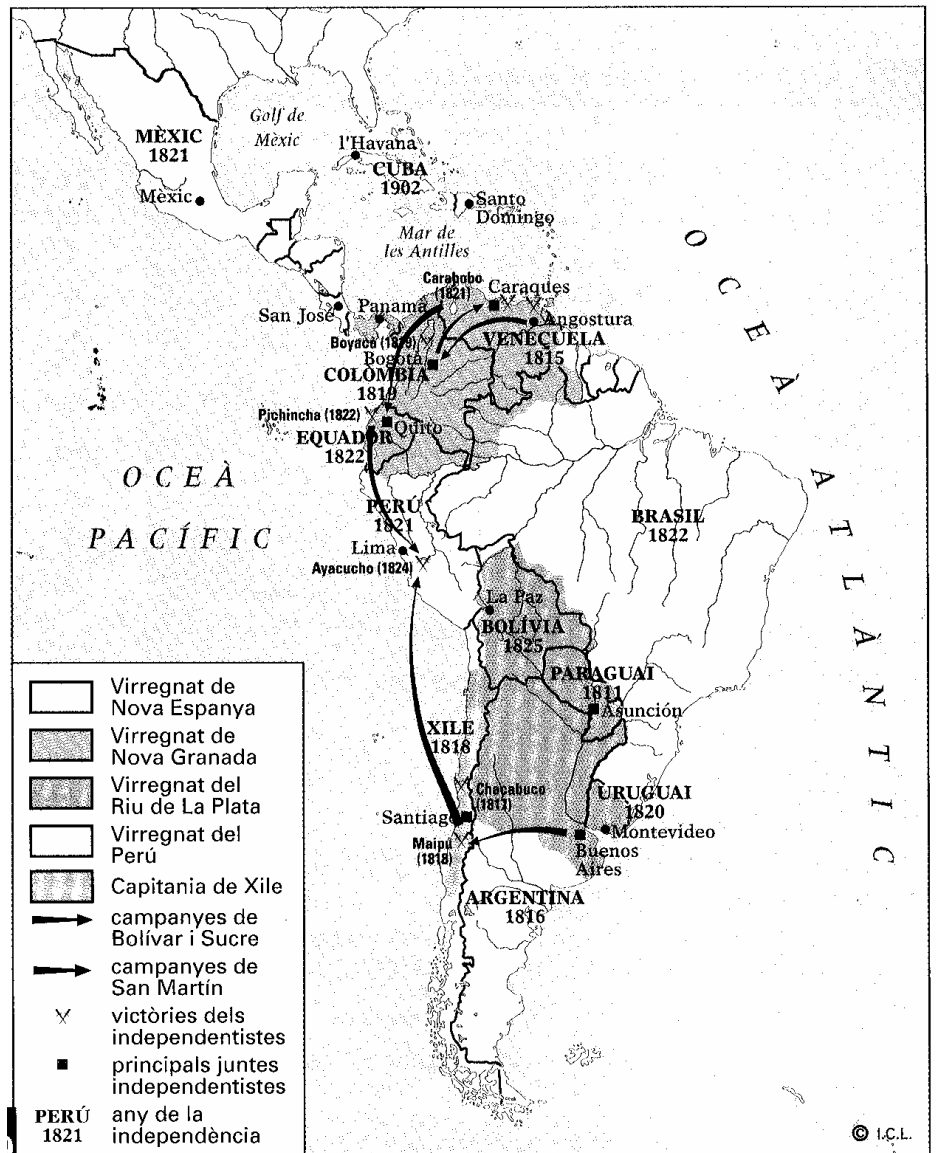 Golf de
Mèxic
MÈXIC
1821
l'Havana
CUBA
1902
Mèxic
Santo
Domingo
Mar de
les Antilles
OCEÀ ATLÀNTIC
Carabobo
(1821)
Caraques
San José
Panamà
Angostura
Boyacá (1819)
VENEÇUELA
1815
Bogotà
COLÒMBIA
1819
Pichincha (1822)
Quito
EQUADOR
1822
OCEÀ
PACÍFIC
PERÚ
1821
BRASIL
1822
Lima
Ayacucho (1824)
La Paz
BOLÍVIA
1825
PARAGUAI
1811
Asunción
XILE
1818
Chacabuco
(1817)
URUGUAI
1820
Santiago
Montevideo
Maipú
(1818)
Buenos
Aires
ARGENTINA
1816
Virregnat de
Nova Espanya
Virregnat de
Nova Granada
Virregnat del
Riu de La Plata
Virregnat del
Perú
Capitania de Xile
campanyes de
Bolívar i Sucre
campanyes de
San Martín
victòries dels
independentistes
principals juntes
independentistes
PERÚ
1821
any de la
independència
© I.C.L.